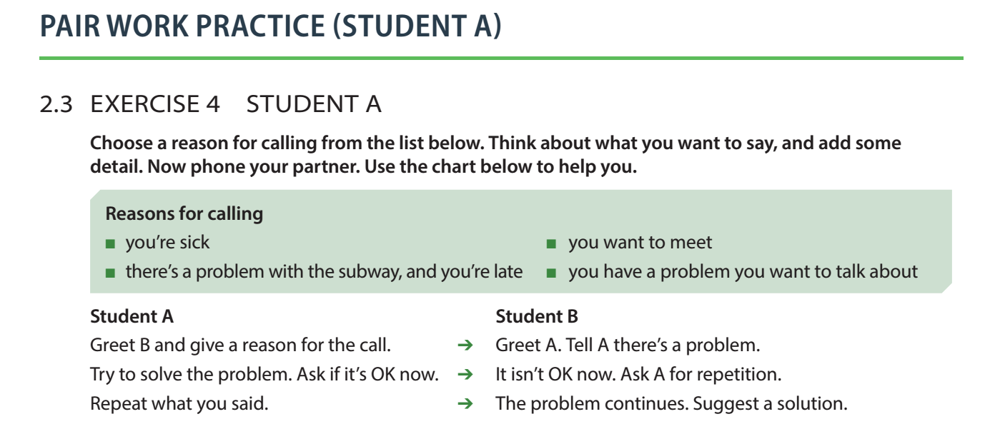 PAIR WORK PRACTICE (STUDENT A)
2.3 EXERCISE 4 STUDENT A
Choose a reason for calling from the list below. Think about what you want to say, and add some
detail. Now phone your partner. Use the chart below to help you.
Reasons for calling
■ you're sick ■ you want to meet
■ there's a problem with the subway, and you're late ■ you have a problem you want to talk about
Student A Student B
Greet B and give a reason for the call. ➔ Greet A. Tell A there's a problem.
Try to solve the problem. Ask if it's OK now. ➔ It isn't OK now. Ask A for repetition.
Repeat what you said. ➔ The problem continues. Suggest a solution.